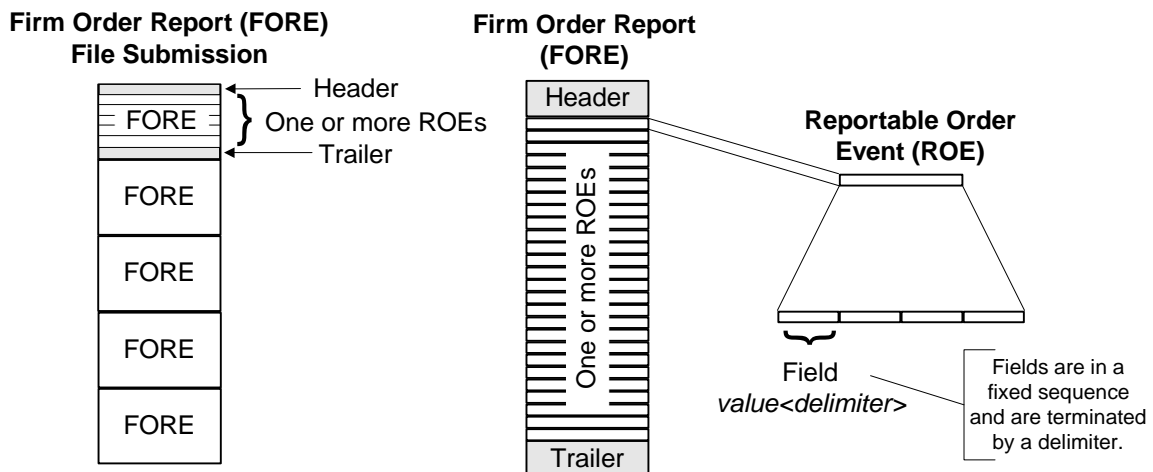 Firm Order Report (FORE)
File Submission
Header
FORE
One or more ROEs
Trailer
FORE
FORE
FORE
FORE
Firm Order Report
(FORE)
Header
One or more ROEs
Trailer
Reportable Order
Event (ROE)
Field
value<delimiter>
Fields are in a
fixed sequence
and are terminated
by a delimiter.